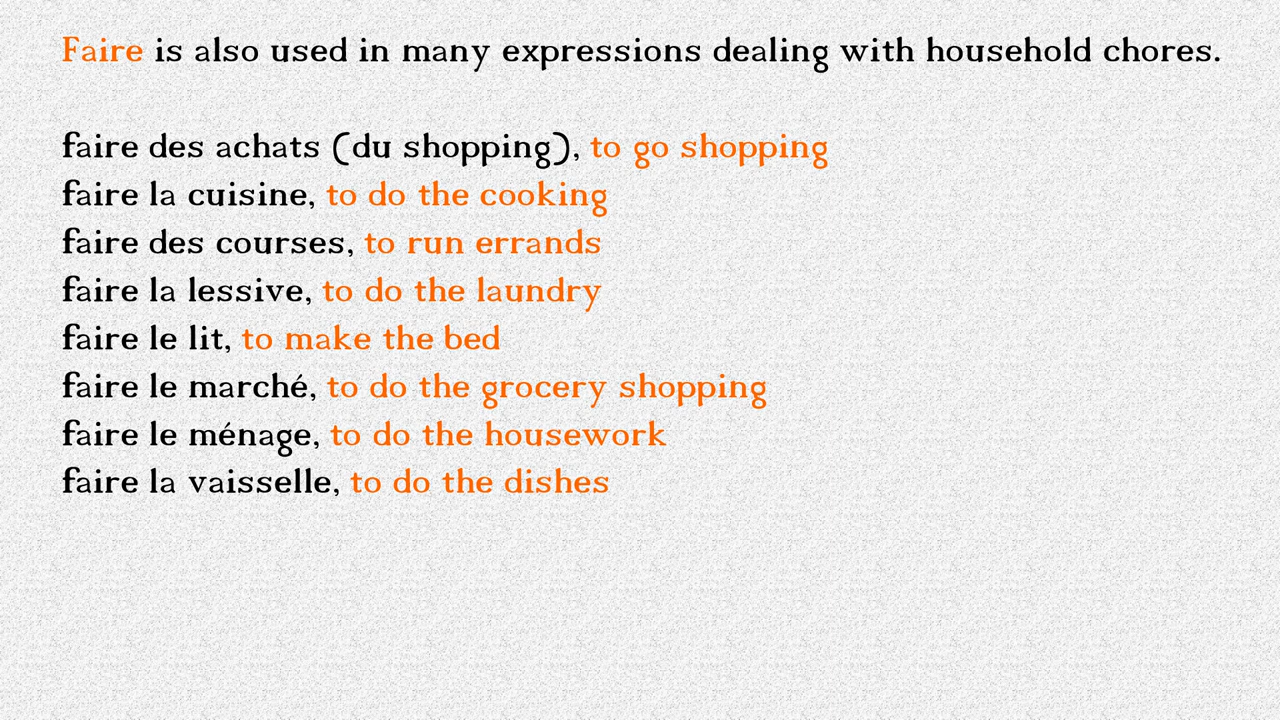 Faire is also used in many expressions dealing with household chores.
faire des achats (du shopping), to go shopping
faire la cuisine, to do the cooking
faire des courses, to run errands
faire la lessive, to do the laundry
faire le lit, to make the bed
faire le marché, to do the grocery shopping
faire le ménage, to do the housework
faire la vaisselle, to do the dishes